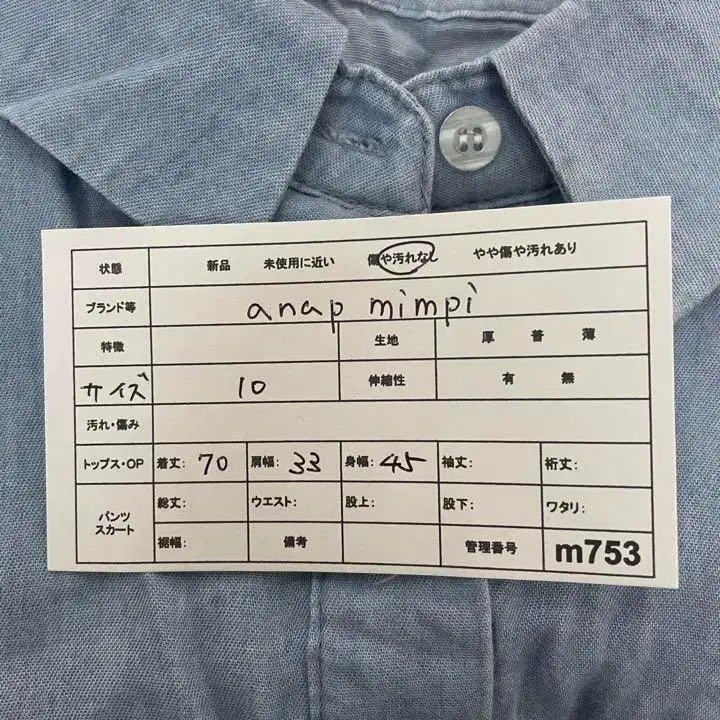 状態 新品 未使用に近い 傷や汚れなし やや傷や汚れあり
ブランド等 anap mimpi
特徴 生地 厚 普 薄
サイズ 10 伸縮性 有 無
汚れ・傷み
トップス・OP 着丈: 70 肩幅: 33 身幅: 45 袖丈: 裄丈:
パンツ スカート 総丈: ウエスト: 股上: 股下: ワタリ:
裾幅: 備考 管理番号 m753